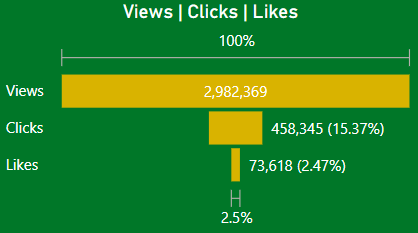 Views | Clicks | Likes
100%
Views 2,982,369
Clicks 458,345 (15.37%)
Likes 73,618 (2.47%)
2.5%